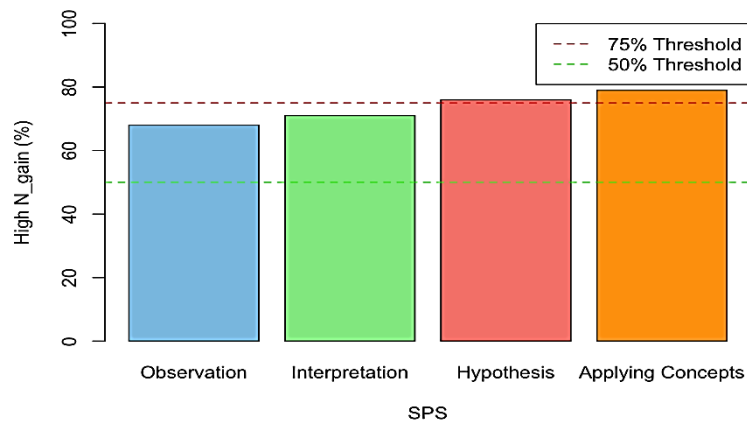 75% Threshold
50% Threshold
High N_gain (%)
100
80
60
40
20
0
Observation Interpretation Hypothesis Applying Concepts
SPS